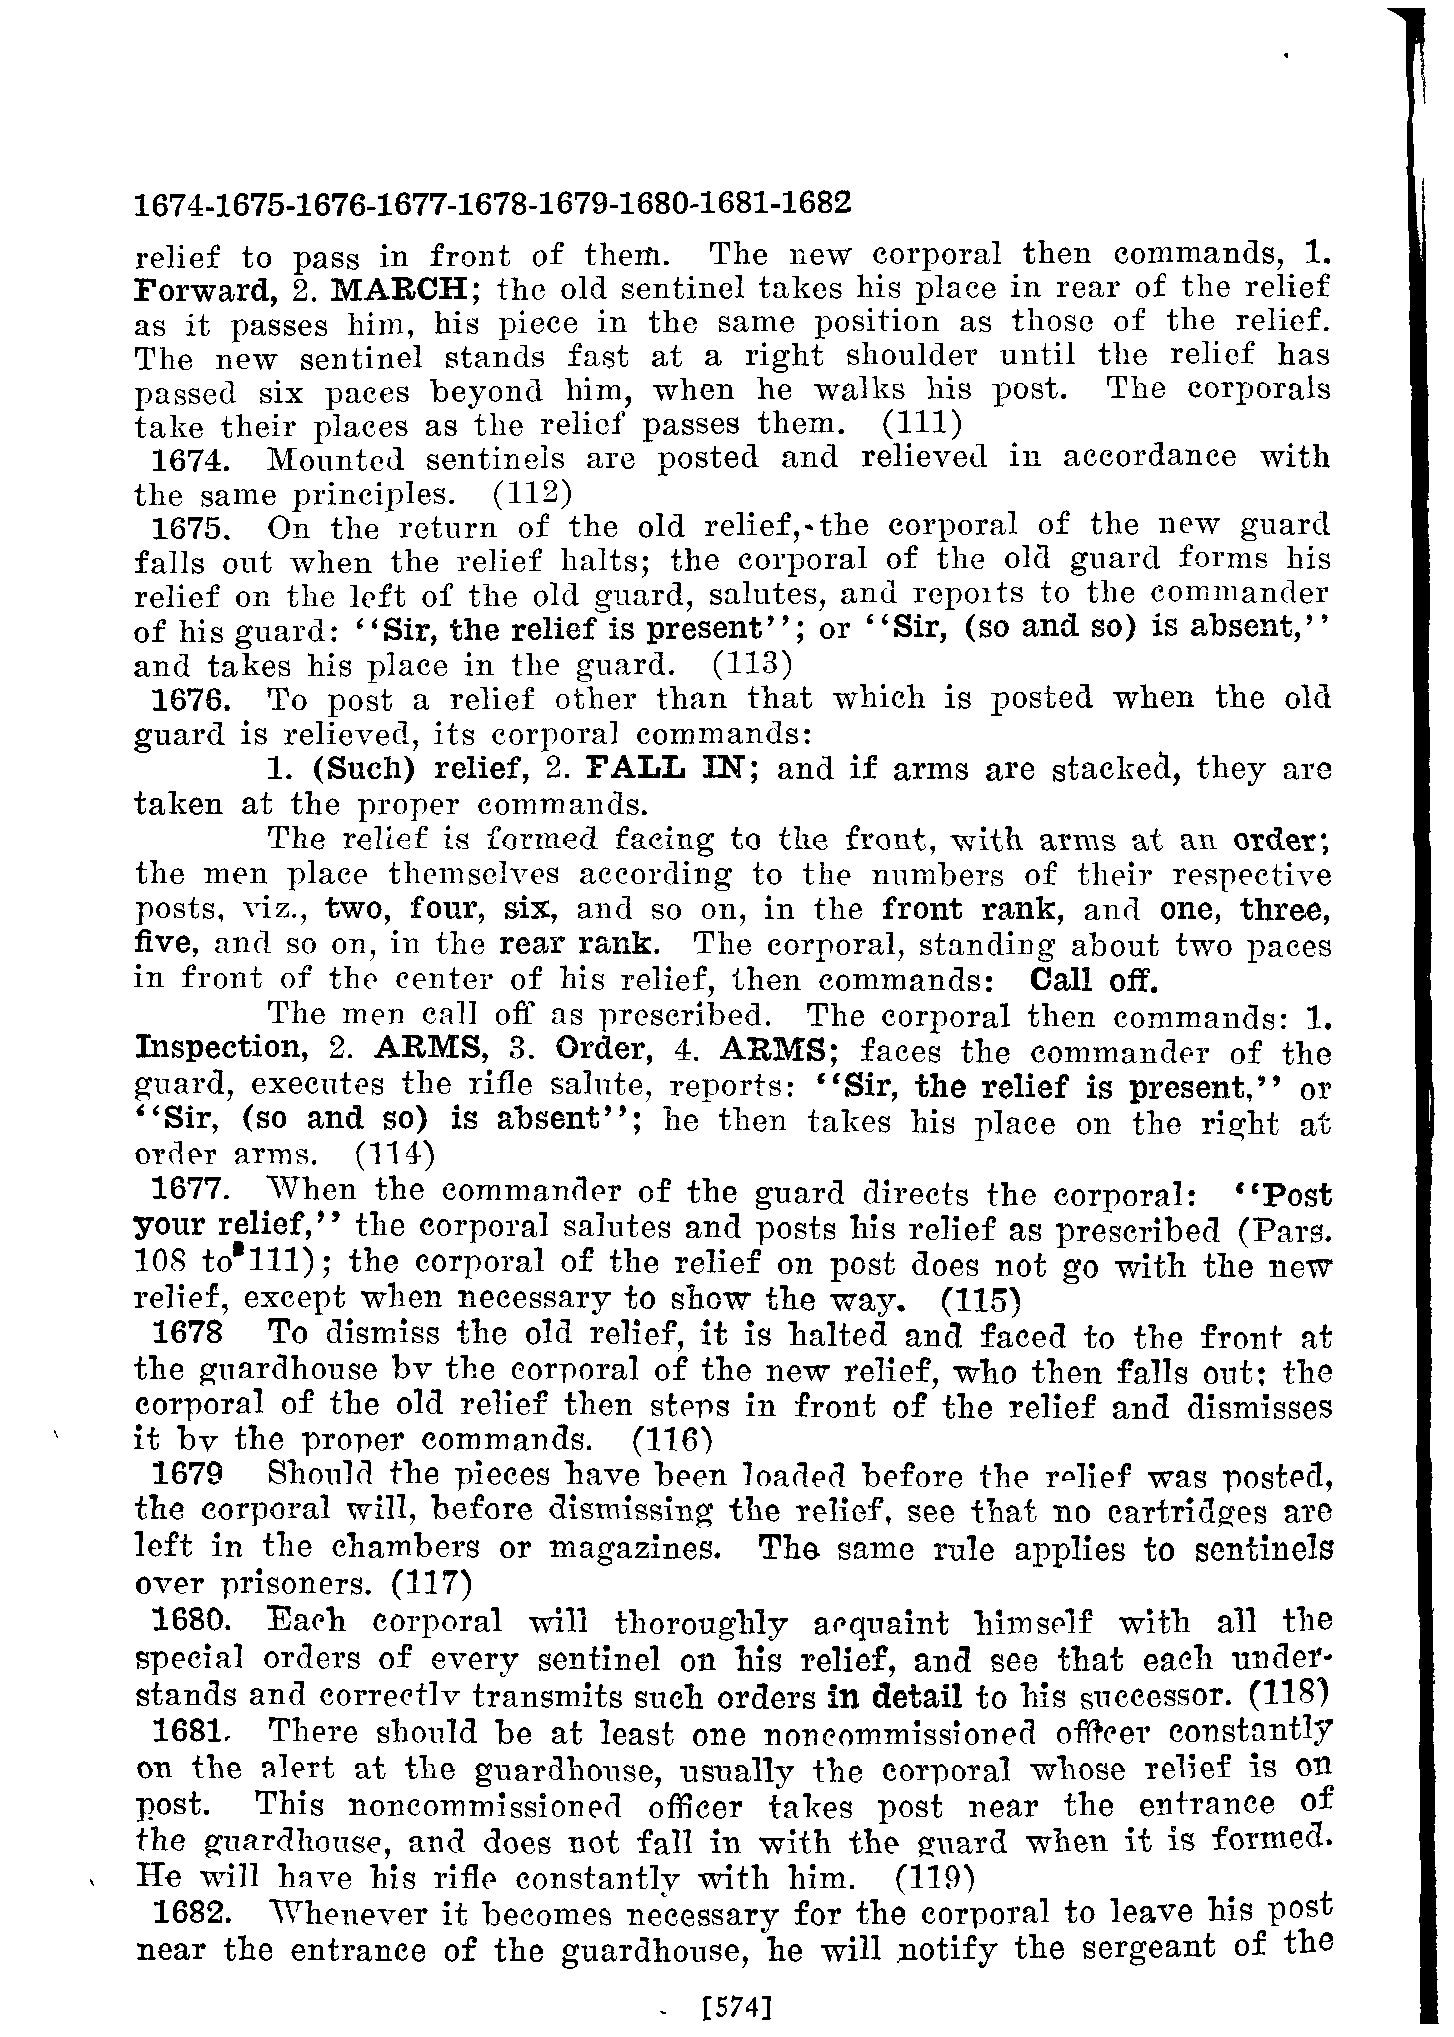 1674-1675-1676-1677-1678-1679-1680-1681-1682
relief to pass in front of them. The new corporal then commands, 1.
Forward, 2. MARCH; the old sentinel takes his place in rear of the relief
as it passes him, his piece in the same position as those of the relief.
The new sentinel stands fast at a right shoulder until the relief has
passed six paces beyond him, when he walks his post. The corporals
take their places as the relief passes them. (111)
1674. Mounted sentinels are posted and relieved in accordance with
the same principles. (112)
1675. On the return of the old relief, the corporal of the new guard
falls out when the relief halts; the corporal of the old guard forms his
relief on the left of the old guard, salutes, and reports to the commander
of his guard: ‘‘Sir, the relief is present’’; or ‘‘Sir, (so and so) is absent,’’
and takes his place in the guard. (113)
1676. To post a relief other than that which is posted when the old
guard is relieved, its corporal commands:
1. (Such) relief, 2. FALL IN; and if arms are stacked, they are
taken at the proper commands.
The relief is formed facing to the front, with arms at an order;
the men place themselves according to the numbers of their respective
posts, viz., two, four, six, and so on, in the front rank, and one, three,
five, and so on, in the rear rank. The corporal, standing about two paces
in front of the center of his relief, then commands: Call off.
The men call off as prescribed. The corporal then commands: 1.
Inspection, 2. ARMS, 3. Order, 4. ARMS; faces the commander of the
guard, executes the rifle salute, reports: ‘‘Sir, the relief is present,’’ or
‘‘Sir, (so and so) is absent’’; he then takes his place on the right at
order arms. (114)
1677. When the commander of the guard directs the corporal: ‘‘Post
your relief,’’ the corporal salutes and posts his relief as prescribed (Pars.
108 to 111); the corporal of the relief on post does not go with the new
relief, except when necessary to show the way. (115)
1678 To dismiss the old relief, it is halted and faced to the front at
the guardhouse by the corporal of the new relief, who then falls out; the
corporal of the old relief then steps in front of the relief and dismisses
it by the proper commands. (116)
1679 Should the pieces have been loaded before the relief was posted,
the corporal will, before dismissing the relief, see that no cartridges are
left in the chambers or magazines. The same rule applies to sentinels
over prisoners. (117)
1680. Each corporal will thoroughly acquaint himself with all the
special orders of every sentinel on his relief, and see that each under-
stands and correctly transmits such orders in detail to his successor. (118)
1681. There should be at least one noncommissioned officer constantly
on the alert at the guardhouse, usually the corporal whose relief is on
post. This noncommissioned officer takes post near the entrance of
the guardhouse, and does not fall in with the guard when it is formed.
He will have his rifle constantly with him. (119)
1682. Whenever it becomes necessary for the corporal to leave his post
near the entrance of the guardhouse, he will notify the sergeant of the
[574]